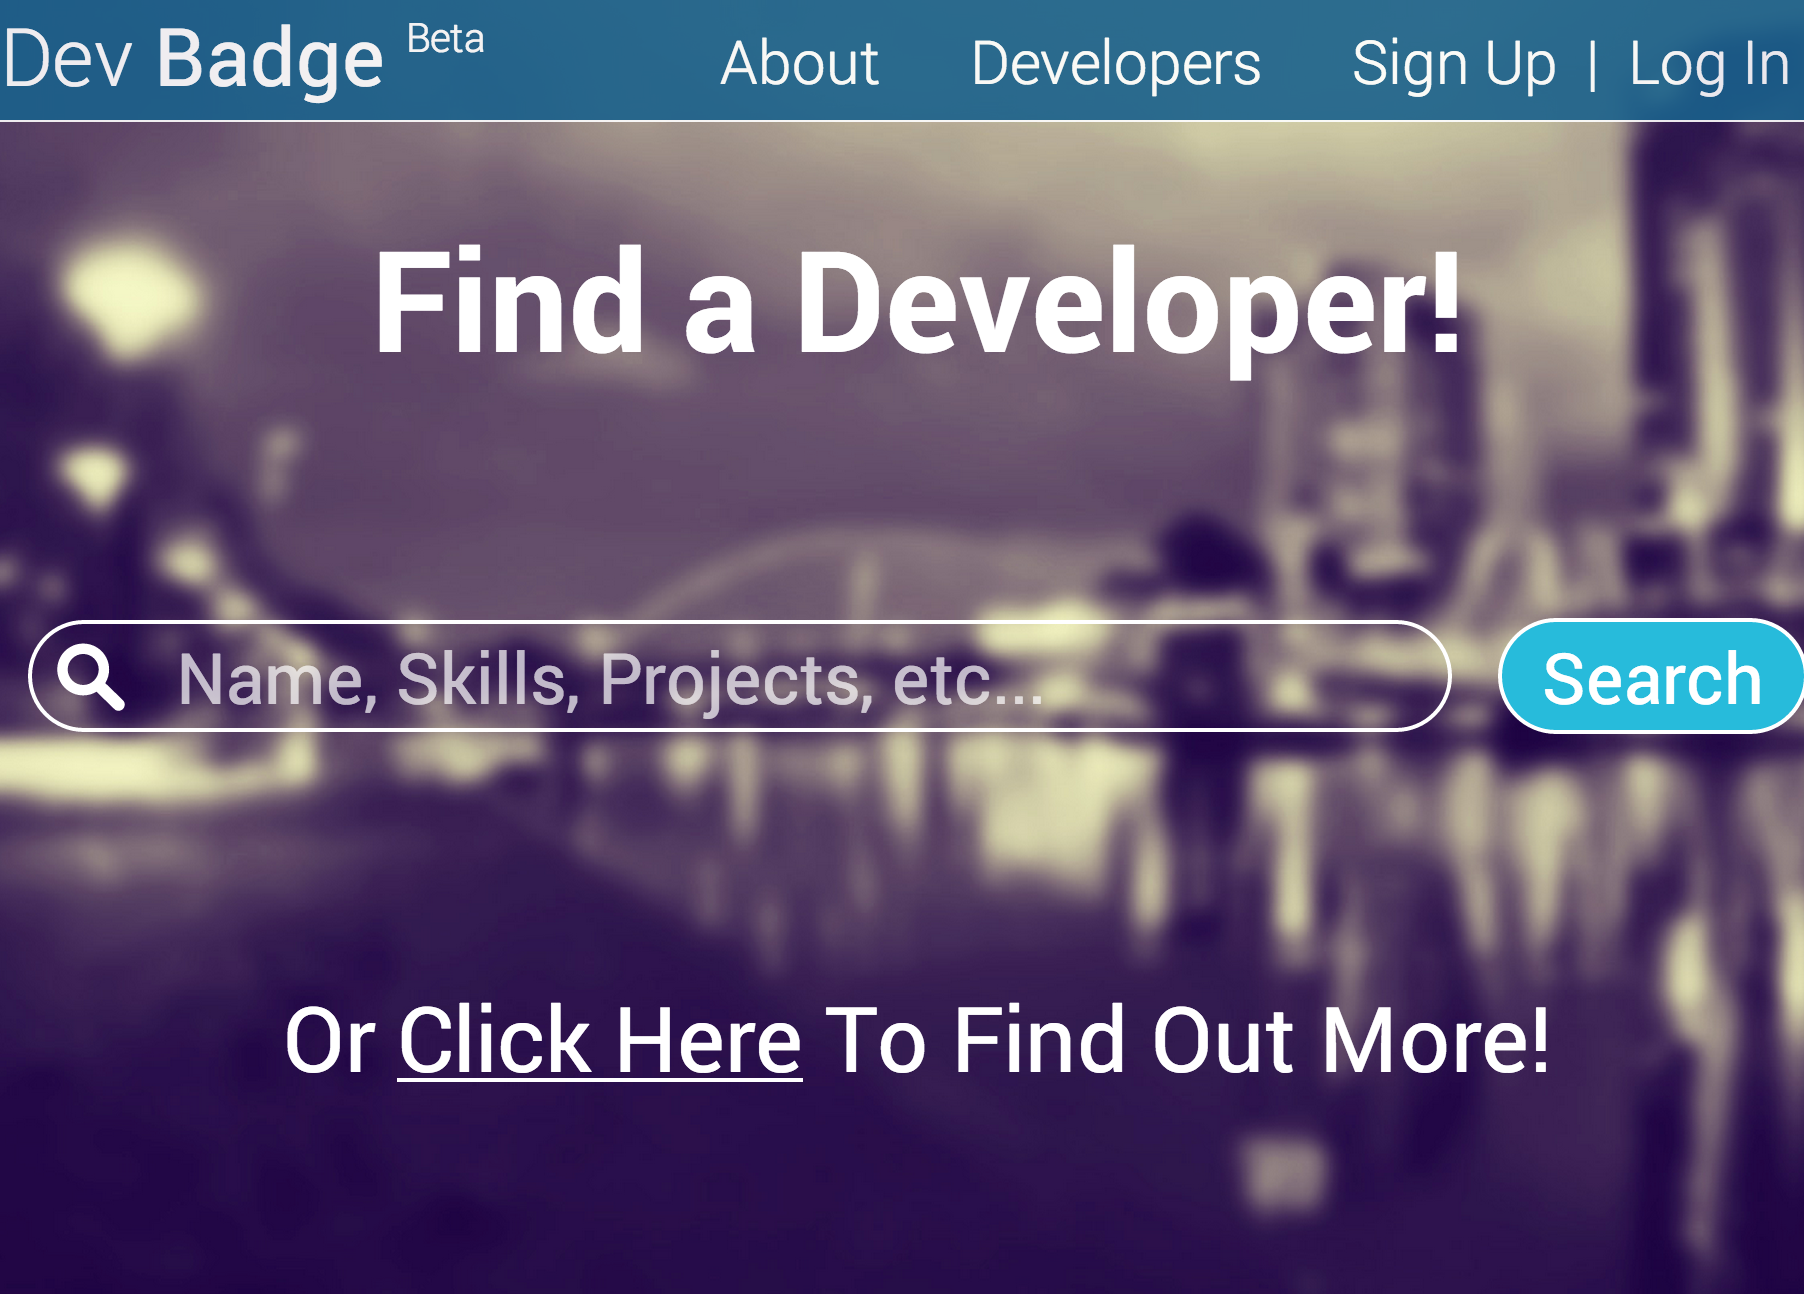 Dev Badge Beta About Developers Sign Up | Log In
Find a Developer!
Name, Skills, Projects, etc... Search
Or Click Here To Find Out More!